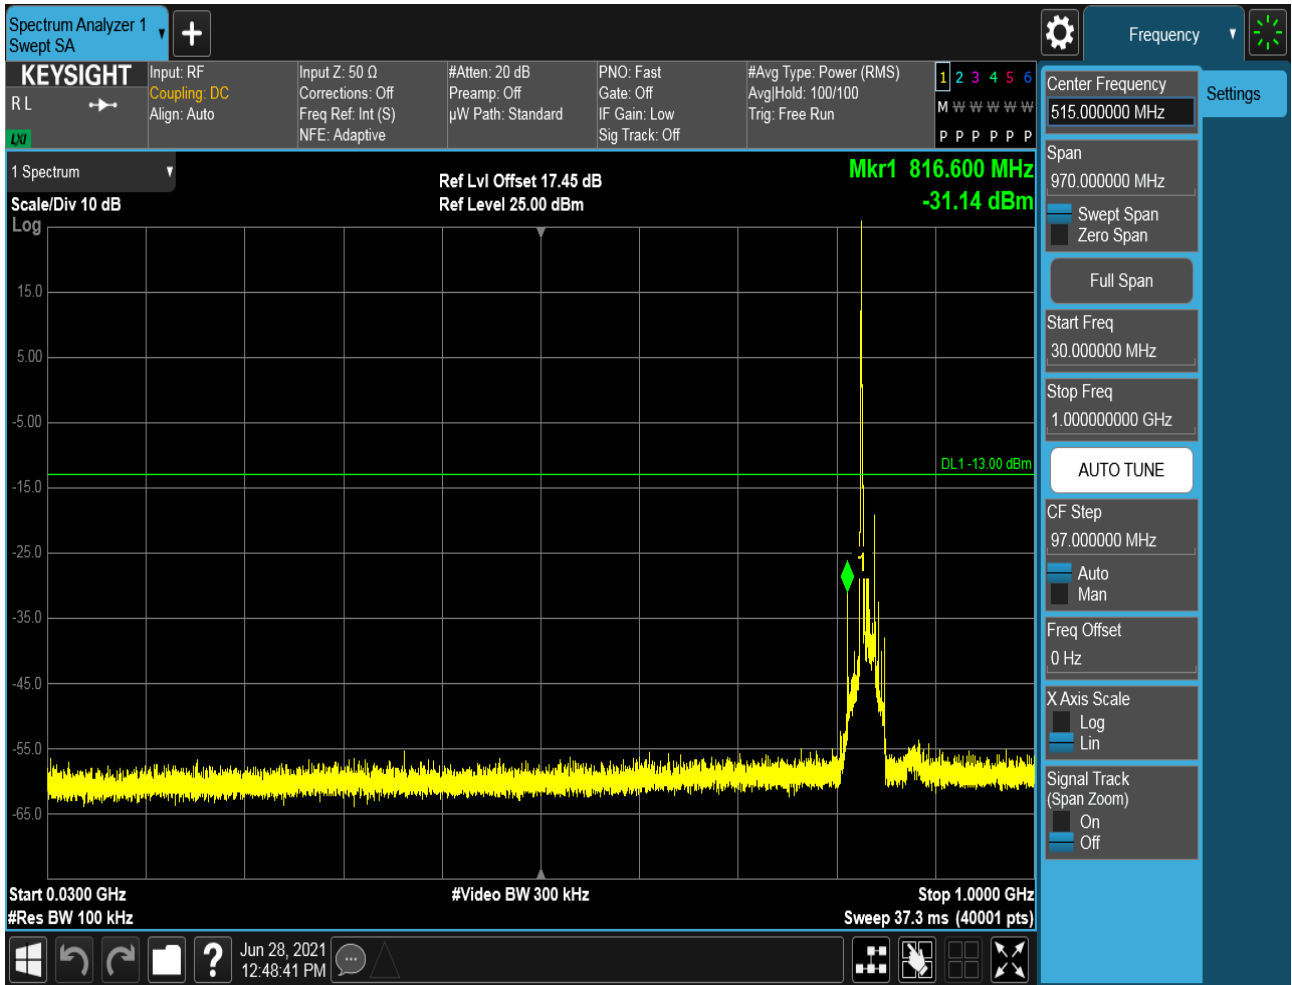 Spectrum Analyzer 1
Swept SA
Frequency
KEYSIGHT
R L
LXI
Input: RF
Coupling: DC
Align: Auto
Input Z: 50 Ω
Corrections: Off
Freq Ref: Int (S)
NFE: Adaptive
#Atten: 20 dB
Preamp: Off
µW Path: Standard
PNO: Fast
Gate: Off
IF Gain: Low
Sig Track: Off
#Avg Type: Power (RMS)
Avg|Hold: 100/100
Trig: Free Run
1 2 3 4 5 6
M W W W W W
P P P P P P
1 Spectrum
Scale/Div 10 dB
Log
Ref Lvl Offset 17.45 dB
Ref Level 25.00 dBm
Mkr1 816.600 MHz
-31.14 dBm
15.0
5.00
-5.00
DL1 -13.00 dBm
-15.0
-25.0
-35.0
-45.0
-55.0
-65.0
Start 0.0300 GHz
#Video BW 300 kHz
Stop 1.0000 GHz
#Res BW 100 kHz
Sweep 37.3 ms (40001 pts)
Jun 28, 2021
12:48:41 PM
Center Frequency
515.000000 MHz
Settings
Span
970.000000 MHz
Swept Span
Zero Span
Full Span
Start Freq
30.000000 MHz
Stop Freq
1.000000000 GHz
AUTO TUNE
CF Step
97.000000 MHz
Auto
Man
Freq Offset
0 Hz
X Axis Scale
Log
Lin
Signal Track
(Span Zoom)
On
Off